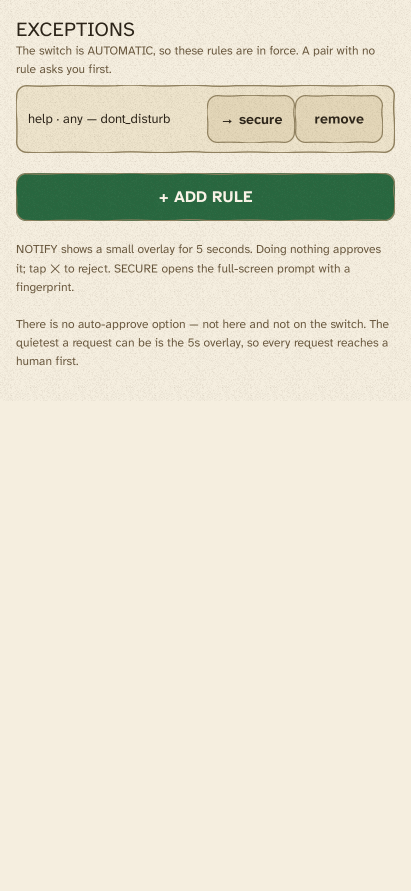 EXCEPTIONS
The switch is AUTOMATIC, so these rules are in force. A pair with no
rule asks you first.
help · any — dont_disturb
→ secure
remove
+ ADD RULE
NOTIFY shows a small overlay for 5 seconds. Doing nothing approves
it; tap ✕ to reject. SECURE opens the full-screen prompt with a
fingerprint.
There is no auto-approve option — not here and not on the switch. The
quietest a request can be is the 5s overlay, so every request reaches a
human first.